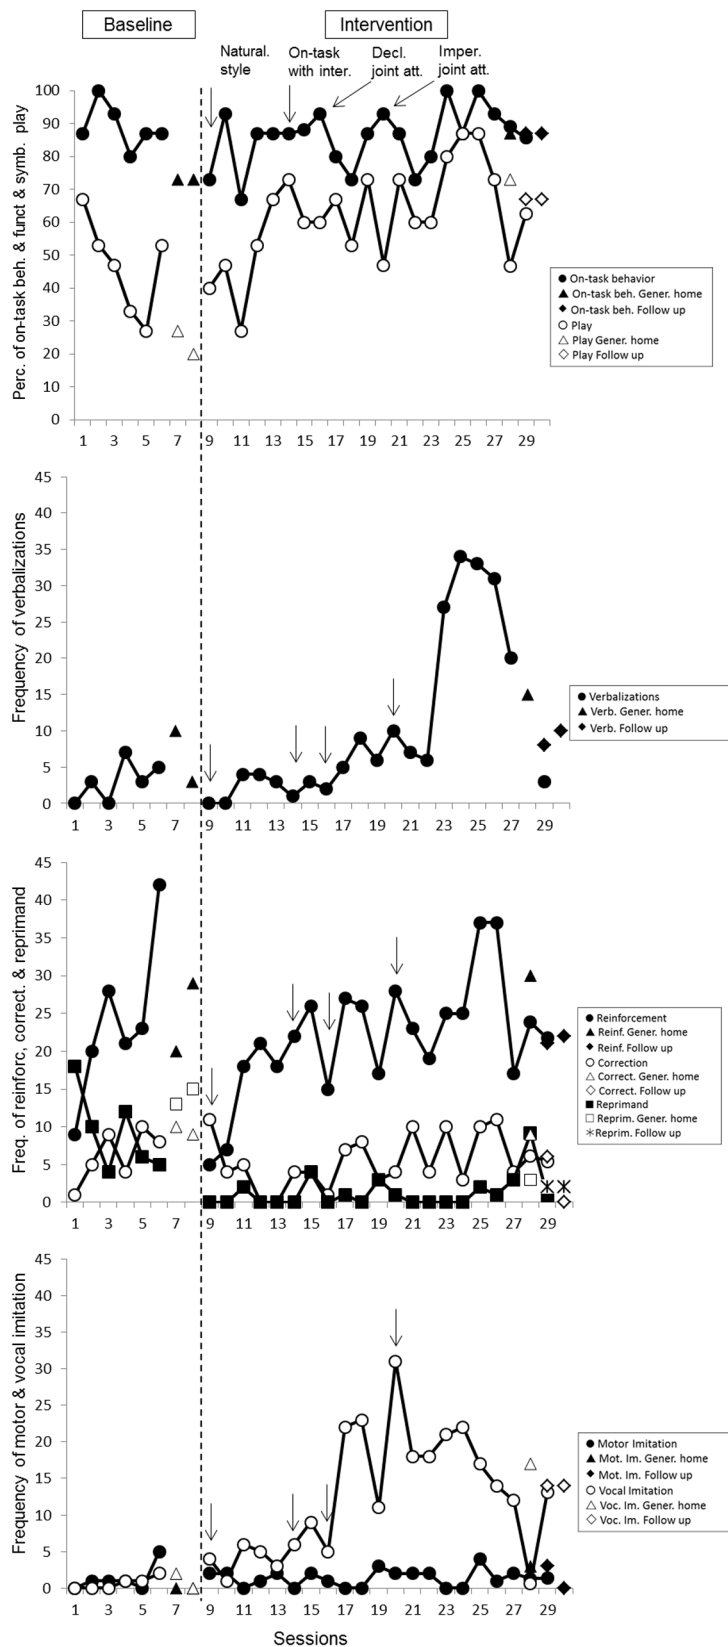 Baseline
Intervention
Natural.
style
On-task
with inter.
Decl.
joint att.
Imper.
joint att.
Perc. of on-task beh. & funct & symb. play
100
90
80
70
60
50
40
30
20
10
0
1 3 5 7 9 11 13 15 17 19 21 23 25 27 29
On-task behavior
On-task beh. Gener. home
On-task beh. Follow up
Play
Play Gener. home
Play Follow up
Frequency of verbalizations
45
40
35
30
25
20
15
10
5
0
1 3 5 7 9 11 13 15 17 19 21 23 25 27 29
Verbalizations
Verb. Gener. home
Verb. Follow up
Freq. of reinforc, correct. & reprimand
45
40
35
30
25
20
15
10
5
0
1 3 5 7 9 11 13 15 17 19 21 23 25 27 29
Reinforcement
Reinf. Gener. home
Reinf. Follow up
Correction
Correct. Gener. home
Correct. Follow up
Reprimand
Reprim. Gener. home
Reprim. Follow up
Frequency of motor & vocal imitation
45
40
35
30
25
20
15
10
5
0
1 3 5 7 9 11 13 15 17 19 21 23 25 27 29
Motor Imitation
Mot. Im. Gener. home
Mot. Im. Follow up
Vocal Imitation
Voc. Im. Gener. home
Voc. Im. Follow up
Sessions